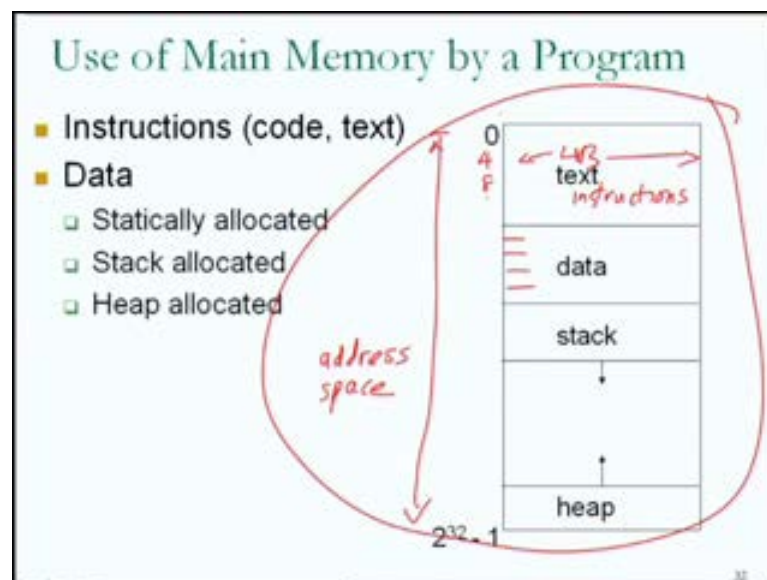 Use of Main Memory by a Program
Instructions (code, text)
Data
Statically allocated
Stack allocated
Heap allocated
0
4
8
4B
text
instructions
data
stack
address
space
heap
2³² - 1